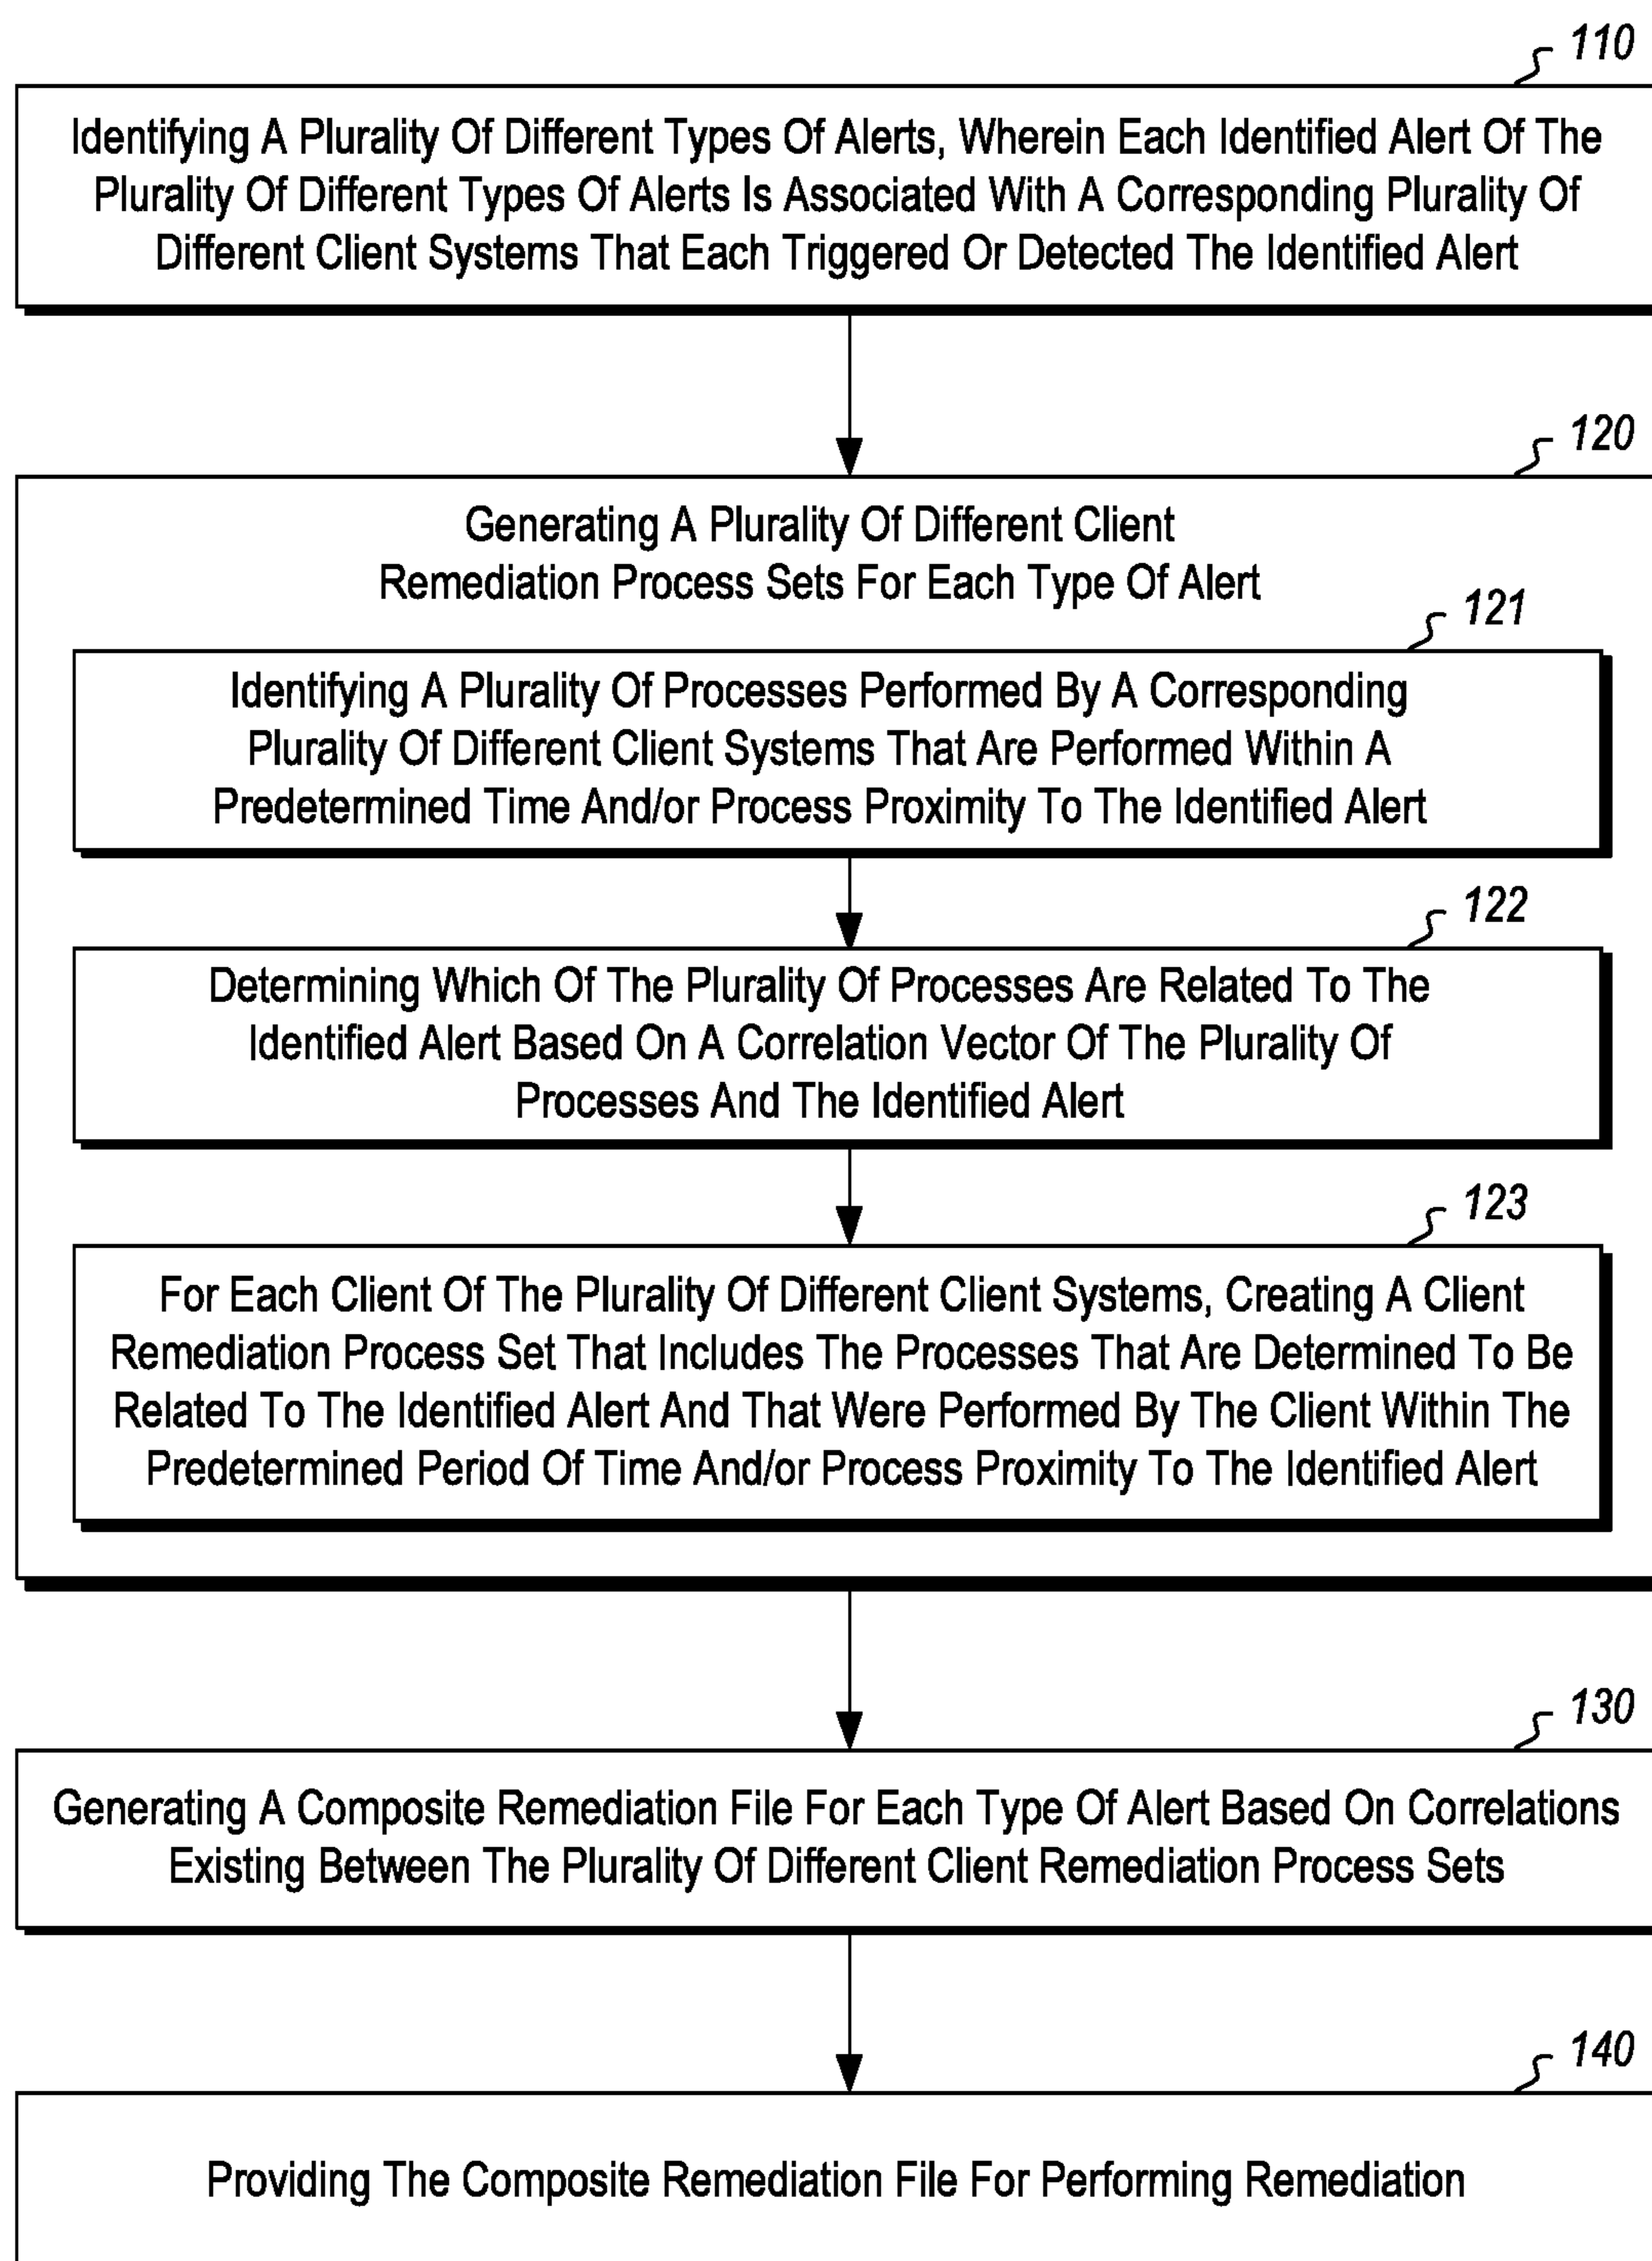 110
Identifying A Plurality Of Different Types Of Alerts, Wherein Each Identified Alert Of The
Plurality Of Different Types Of Alerts Is Associated With A Corresponding Plurality Of
Different Client Systems That Each Triggered Or Detected The Identified Alert
120
Generating A Plurality Of Different Client
Remediation Process Sets For Each Type Of Alert
121
Identifying A Plurality Of Processes Performed By A Corresponding
Plurality Of Different Client Systems That Are Performed Within A
Predetermined Time And/or Process Proximity To The Identified Alert
122
Determining Which Of The Plurality Of Processes Are Related To The
Identified Alert Based On A Correlation Vector Of The Plurality Of
Processes And The Identified Alert
123
For Each Client Of The Plurality Of Different Client Systems, Creating A Client
Remediation Process Set That Includes The Processes That Are Determined To Be
Related To The Identified Alert And That Were Performed By The Client Within The
Predetermined Period Of Time And/or Process Proximity To The Identified Alert
130
Generating A Composite Remediation File For Each Type Of Alert Based On Correlations
Existing Between The Plurality Of Different Client Remediation Process Sets
140
Providing The Composite Remediation File For Performing Remediation